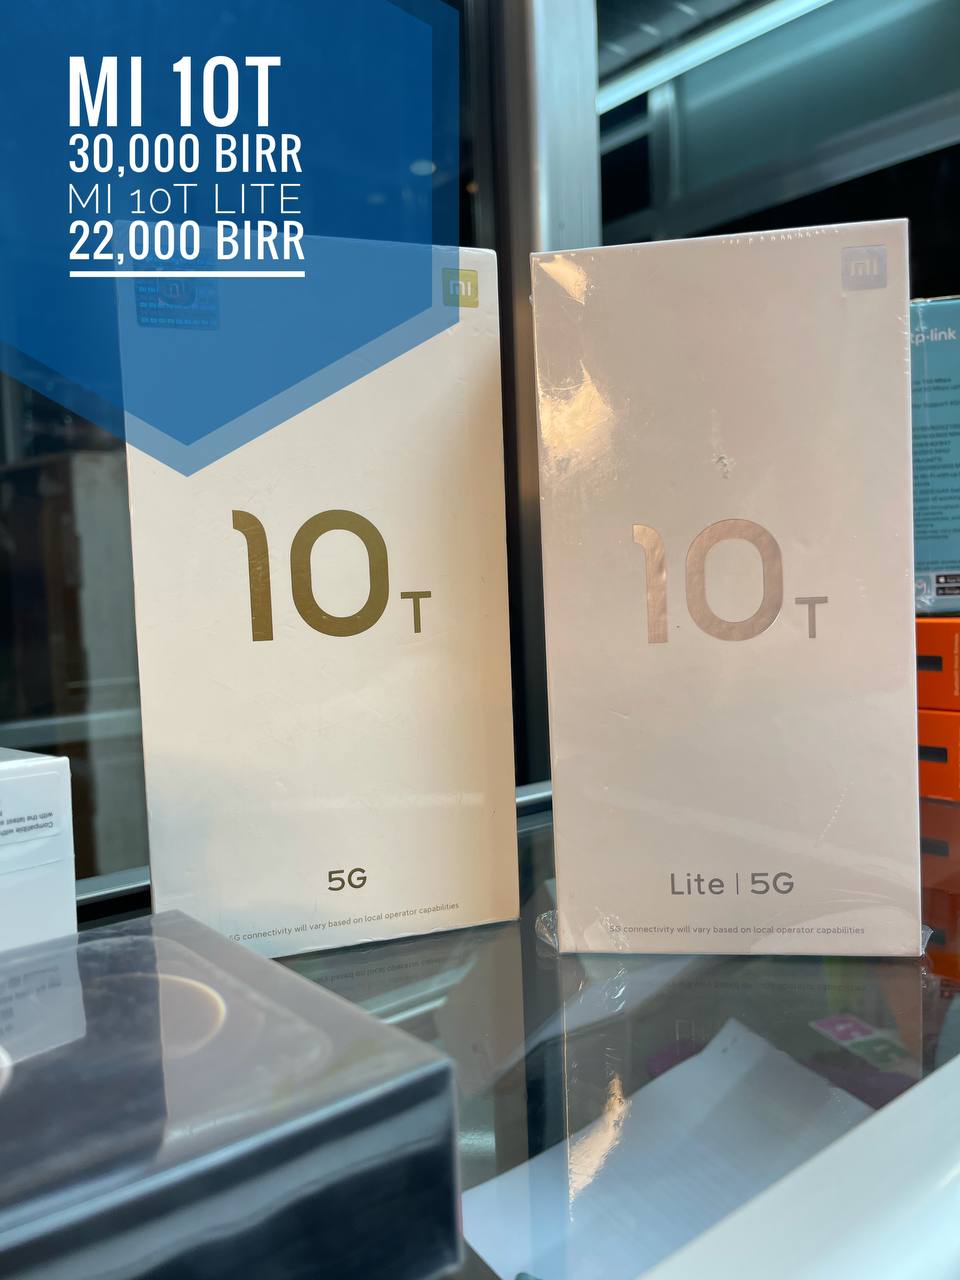 MI 10T
30,000 BIRR
MI 10T LITE
22,000 BIRR
mi
mi
mi
tp-link
10T
10T
5G
Lite | 5G
5G connectivity will vary based on local operator capabilities
5G connectivity will vary based on local operator capabilities
Compatible with
with the latest